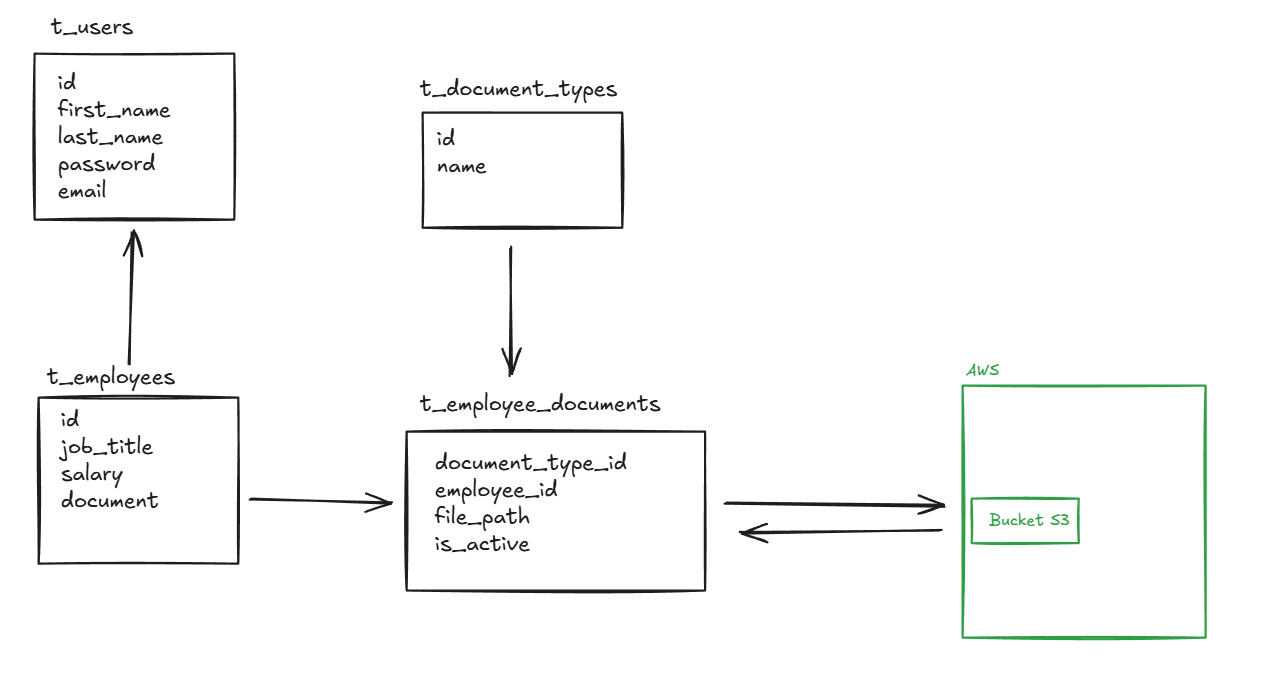 t_users
id
first_name
last_name
password
email
t_document_types
id
name
t_employees
id
job_title
salary
document
t_employee_documents
document_type_id
employee_id
file_path
is_active
AWS
Bucket S3